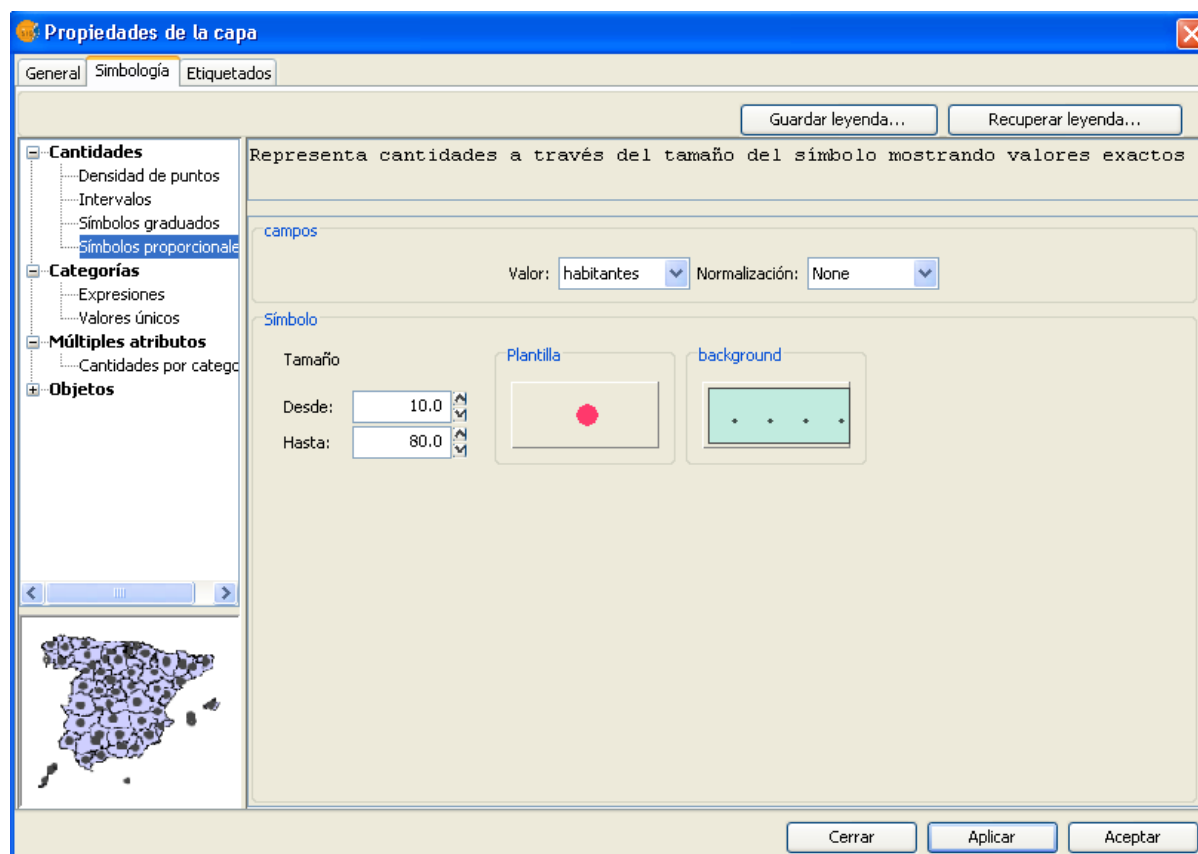 Propiedades de la capa
General Simbología Etiquetados
Guardar leyenda... Recuperar leyenda...
Cantidades
Densidad de puntos
Intervalos
Símbolos graduados
Símbolos proporcionale
Categorías
Expresiones
Valores únicos
Múltiples atributos
Cantidades por catego
Objetos
Representa cantidades a través del tamaño del símbolo mostrando valores exactos
campos
Valor: habitantes Normalización: None
Símbolo
Tamaño
Desde: 10.0
Hasta: 80.0
Plantilla
background
Cerrar Aplicar Aceptar